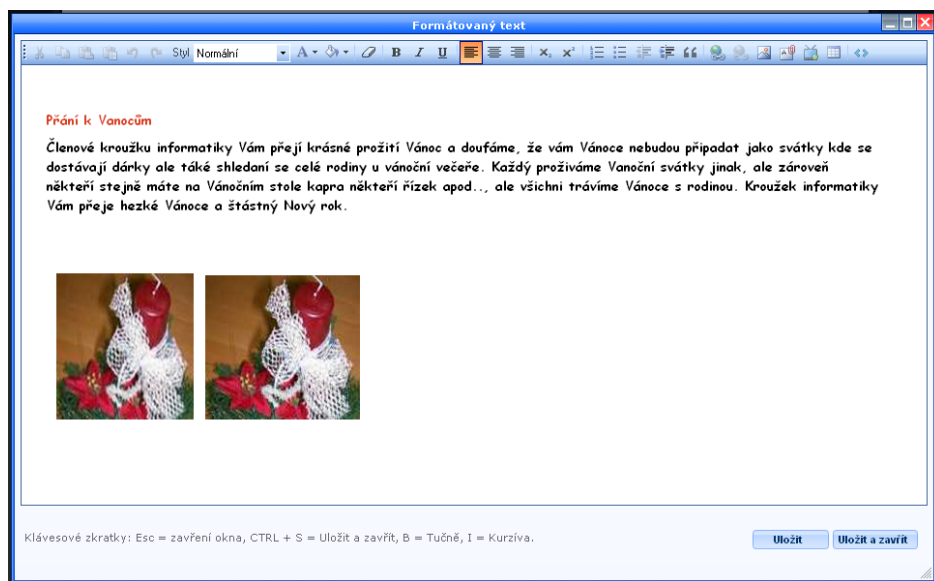 Formátovaný text
Styl Normální
A B I U x₂ x²
Přání k Vanocům
Členové kroužku informatiky Vám přejí krásné prožití Vánoc a doufáme, že vám Vánoce nebudou připadat jako svátky kde se
dostávají dárky ale táké shledaní se celé rodiny u vánoční večeře. Každý proživáme Vanoční svátky jinak, ale zároveň
někteří stejně máte na Vánočním stole kapra někteří řízek apod.., ale všichni trávíme Vánoce s rodinou. Kroužek informatiky
Vám přeje hezké Vánoce a štástný Nový rok.
Klávesové zkratky: Esc = zavření okna, CTRL + S = Uložit a zavřít, B = Tučně, I = Kurzíva.
Uložit Uložit a zavřít